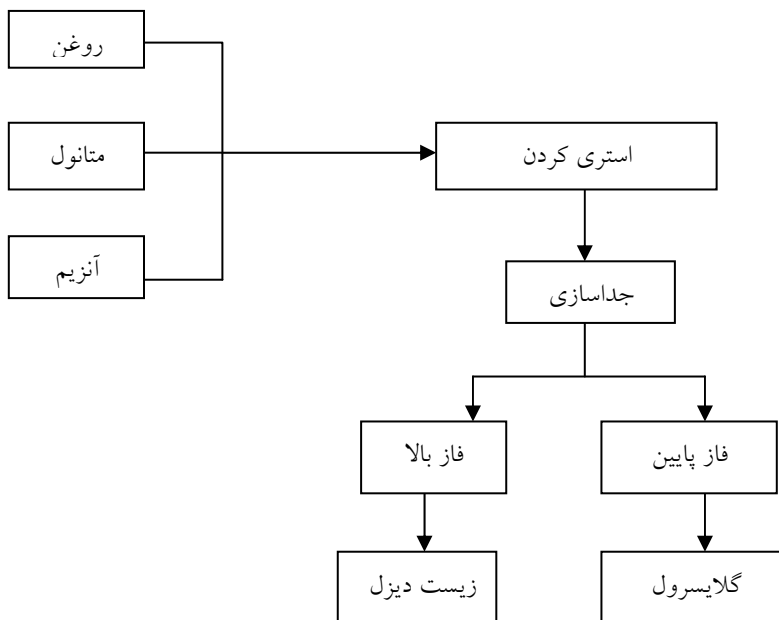 روغن
متانول
استری کردن
آنزیم
جداسازی
فاز بالا
فاز پایین
زیست دیزل
گلایسرول